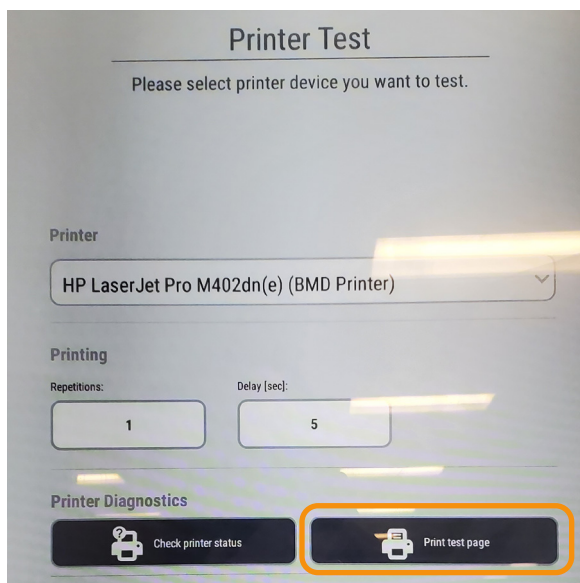 Printer Test
Please select printer device you want to test.
Printer
HP LaserJet Pro M402dn(e) (BMD Printer)
Printing
Repetitions: Delay [sec]:
1 5
Printer Diagnostics
Check printer status Print test page